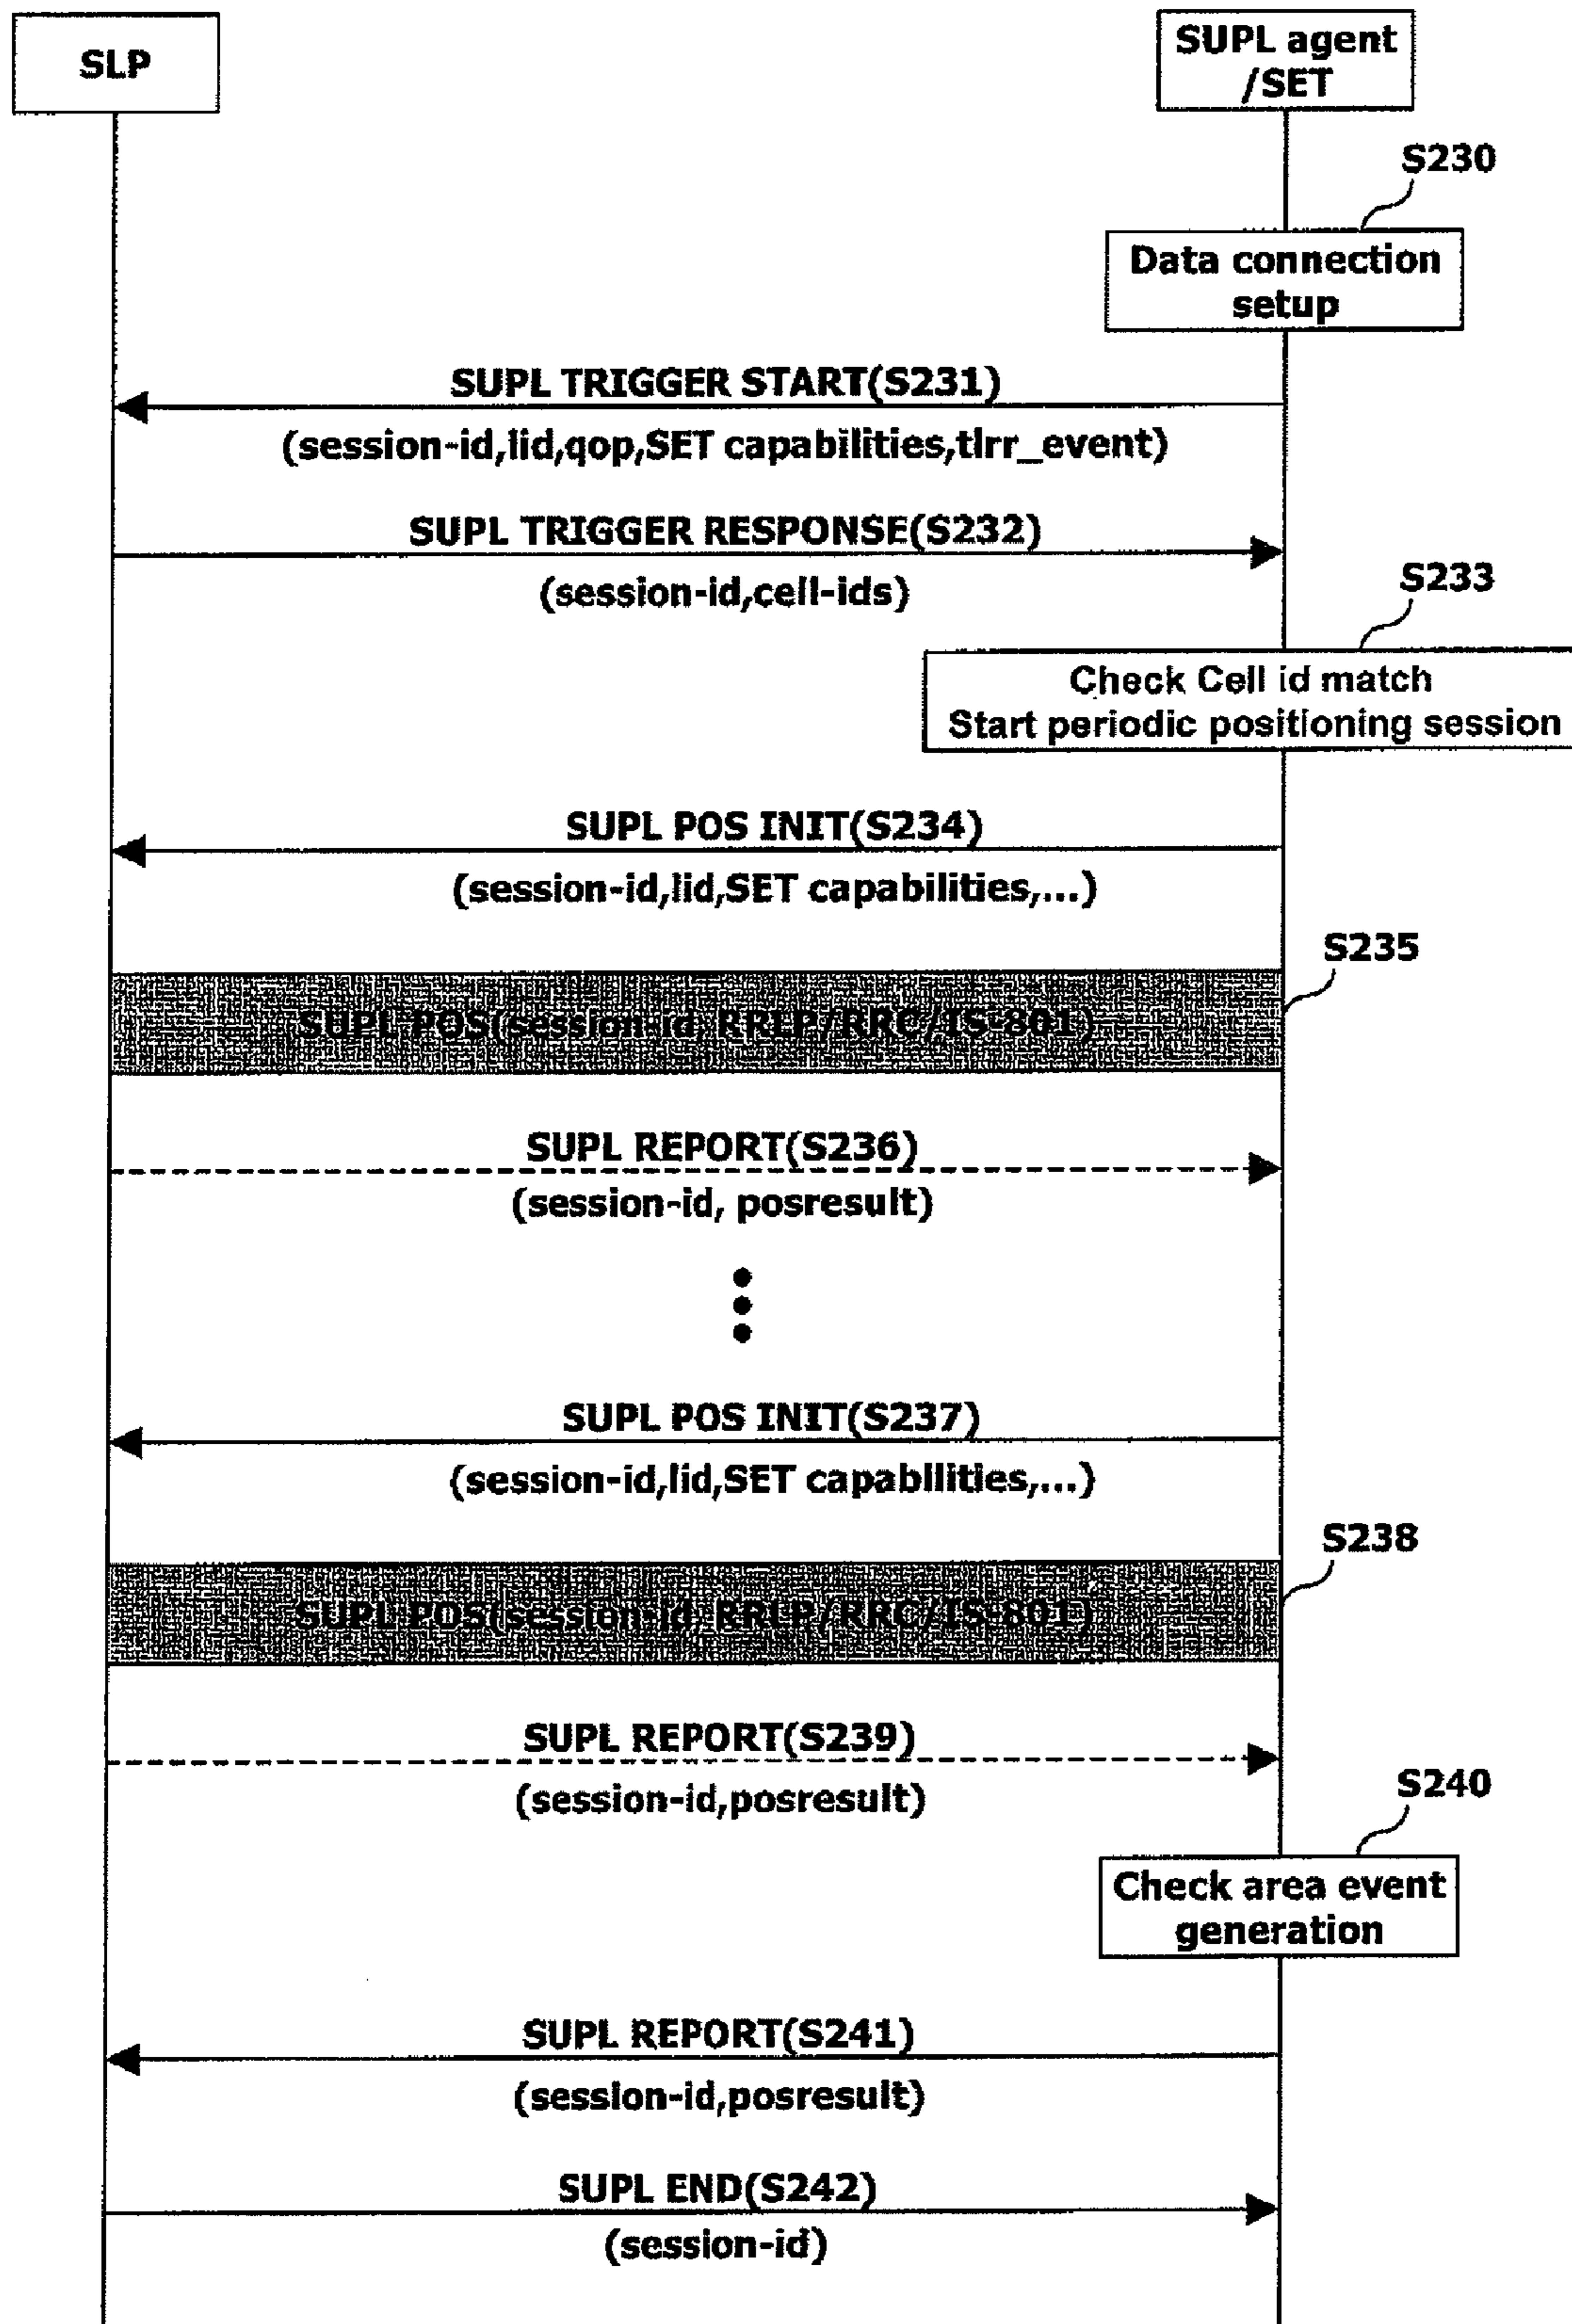 SLP
SUPL agent
/SET
S230
Data connection
setup
SUPL TRIGGER START(S231)
(session-id,lid,qop,SET capabilities,tlrr_event)
SUPL TRIGGER RESPONSE(S232)
(session-id,cell-ids)
S233
Check Cell id match
Start periodic positioning session
SUPL POS INIT(S234)
(session-id,lid,SET capabilities,...)
S235
SUPL POS(session-id, RRLP/RRC/IS-801)
SUPL REPORT(S236)
(session-id, posresult)
SUPL POS INIT(S237)
(session-id,lid,SET capabilities,...)
S238
SUPL POS(session-id, RRLP/RRC/IS-801)
SUPL REPORT(S239)
(session-id,posresult)
S240
Check area event
generation
SUPL REPORT(S241)
(session-id,posresult)
SUPL END(S242)
(session-id)